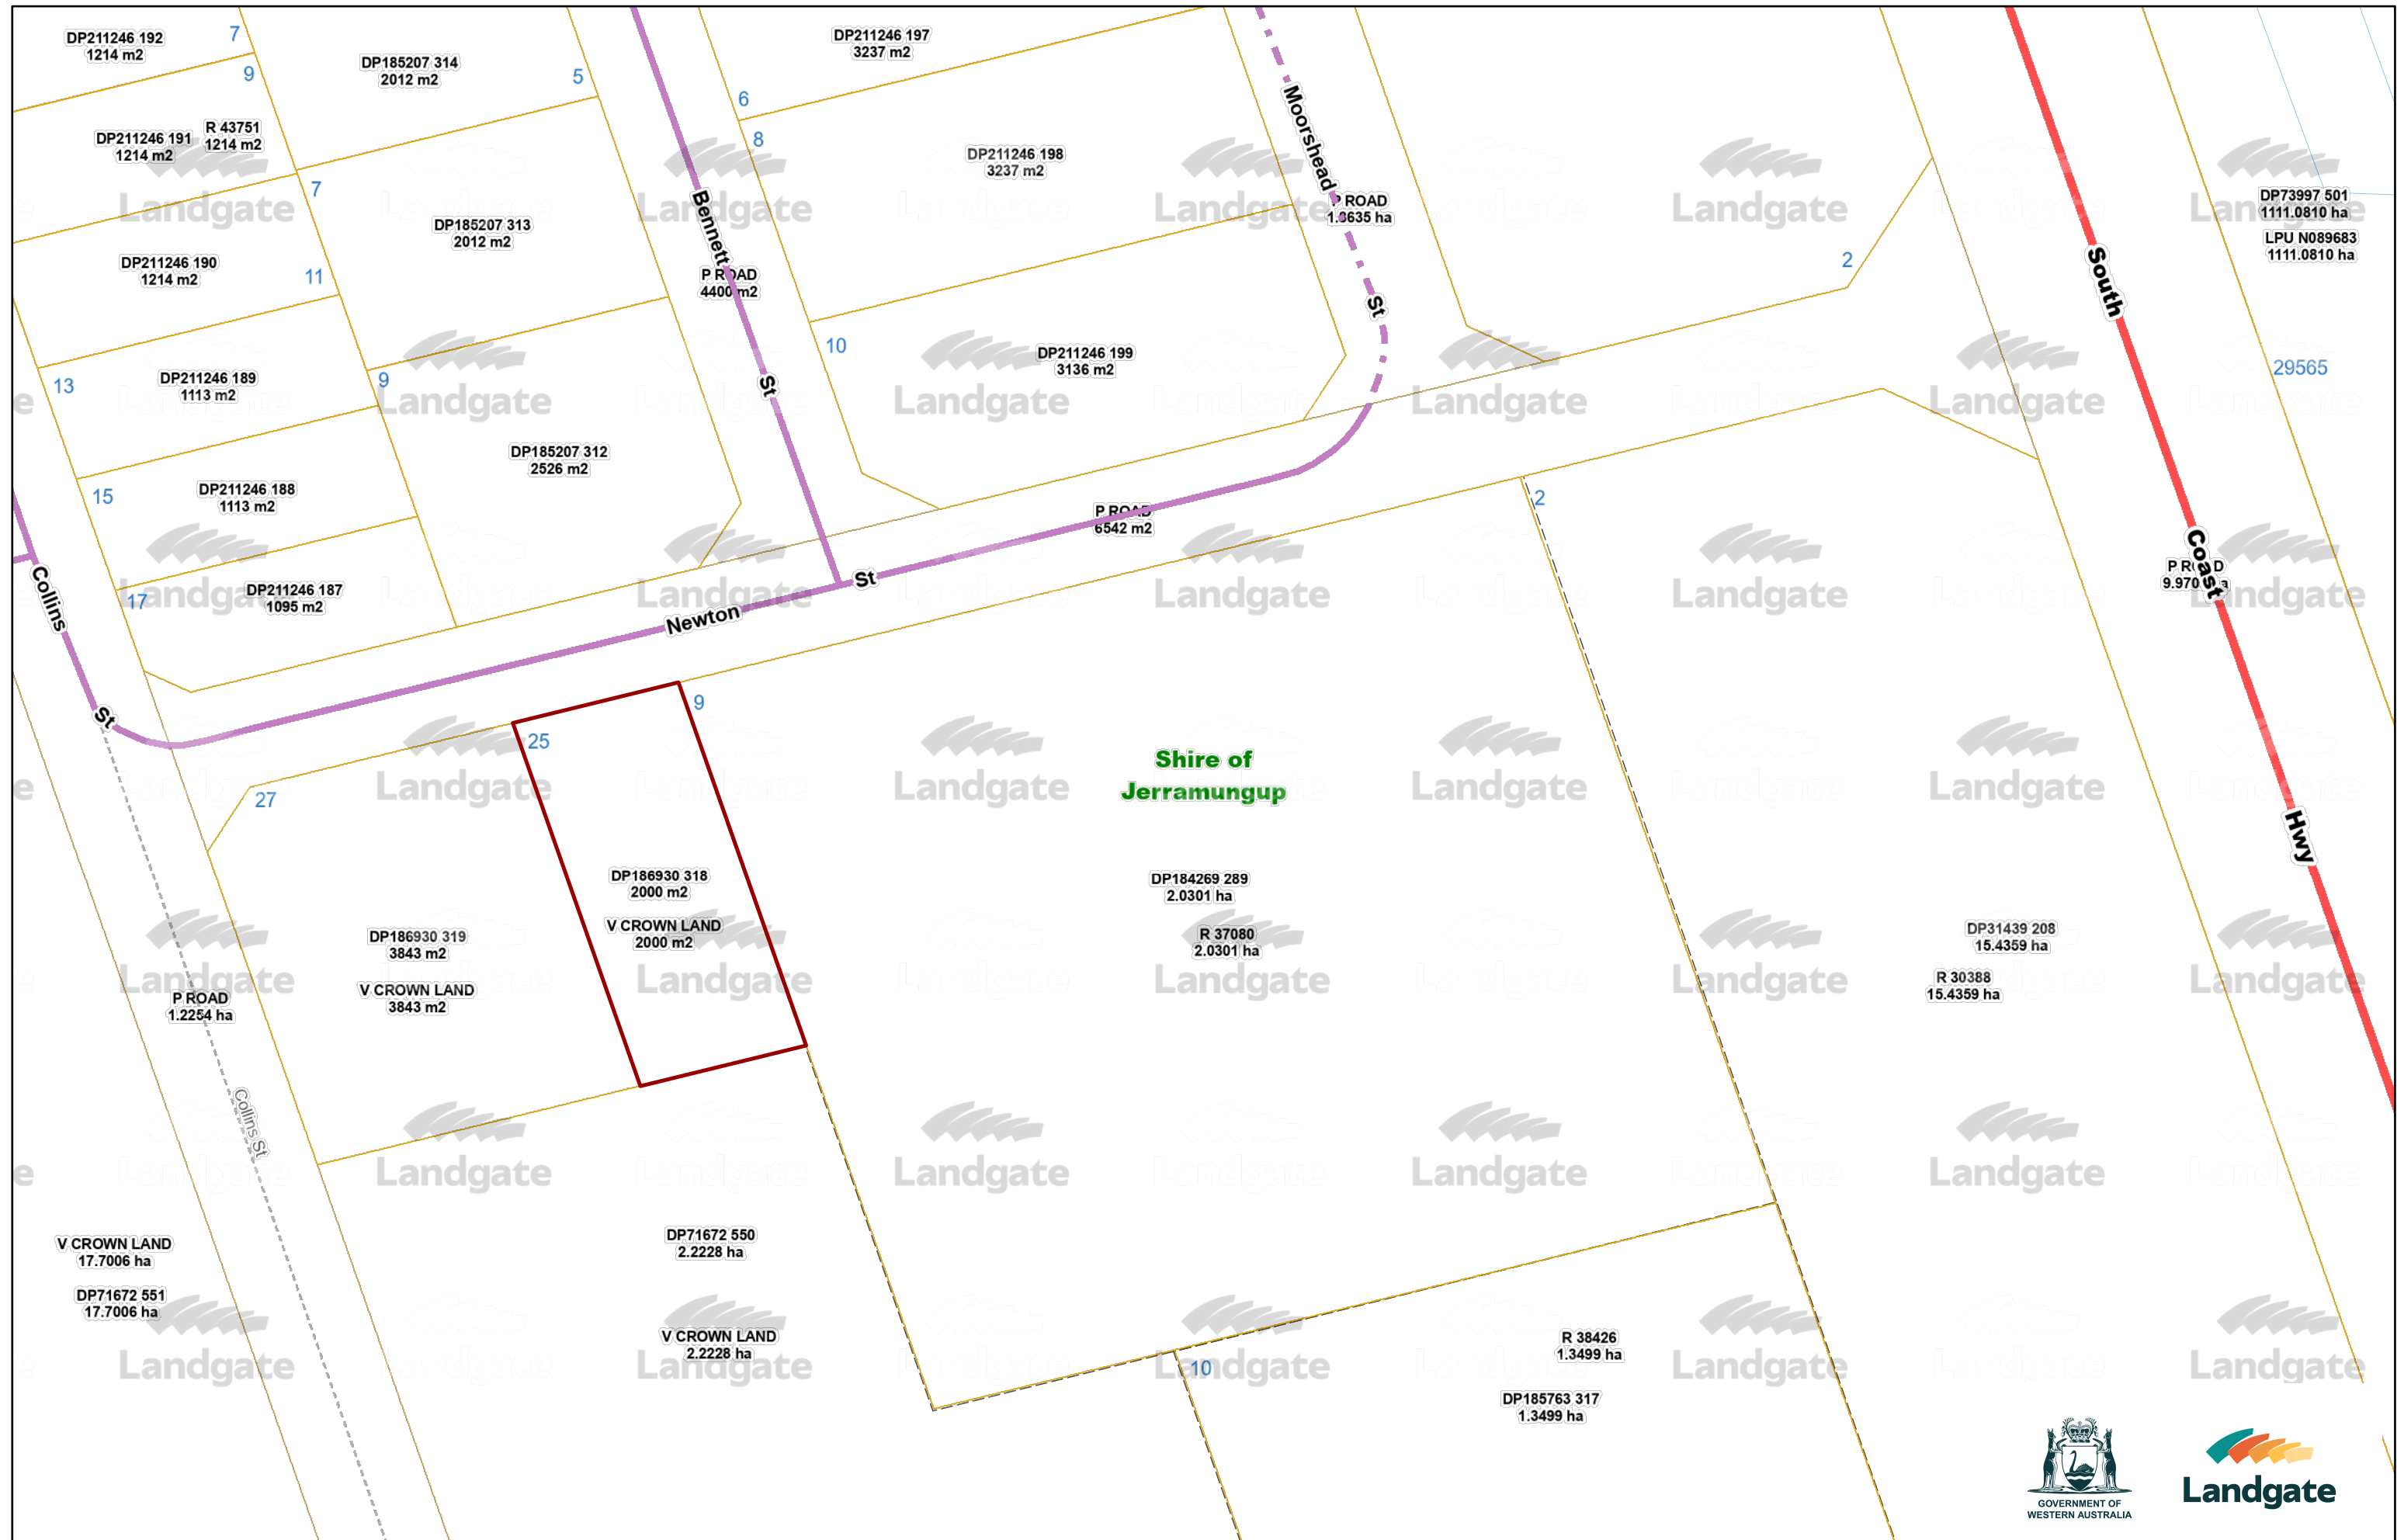 DP211246 192
1214 m2
7
9
DP185207 314
2012 m2
5
DP211246 197
3237 m2
6
8
DP211246 191
1214 m2
R 43751
1214 m2
7
DP185207 313
2012 m2
DP211246 198
3237 m2
Moorshead
St
P ROAD
DP211246 190
1214 m2
11
Bennett
St
P ROAD
4400 m2
10
DP211246 199
3136 m2
2
South
Coast
Hwy
DP73997 501
1111.0810 ha
LPU N089683
1111.0810 ha
29565
13
DP211246 189
1113 m2
9
DP185207 312
2526 m2
15
DP211246 188
1113 m2
17
DP211246 187
1095 m2
Collins
St
Newton
St
P ROAD
6542 m2
2
25
9
27
Shire of
Jerramungup
DP186930 318
2000 m2
V CROWN LAND
2000 m2
DP184269 289
2.0301 ha
R 37080
2.0301 ha
DP186930 319
3843 m2
V CROWN LAND
3843 m2
DP31439 208
15.4359 ha
R 30388
15.4359 ha
P ROAD
1.2254 ha
Collins St
V CROWN LAND
17.7006 ha
DP71672 551
17.7006 ha
DP71672 550
2.2228 ha
V CROWN LAND
2.2228 ha
10
R 38426
1.3499 ha
DP185763 317
1.3499 ha
GOVERNMENT OF
WESTERN AUSTRALIA
Landgate